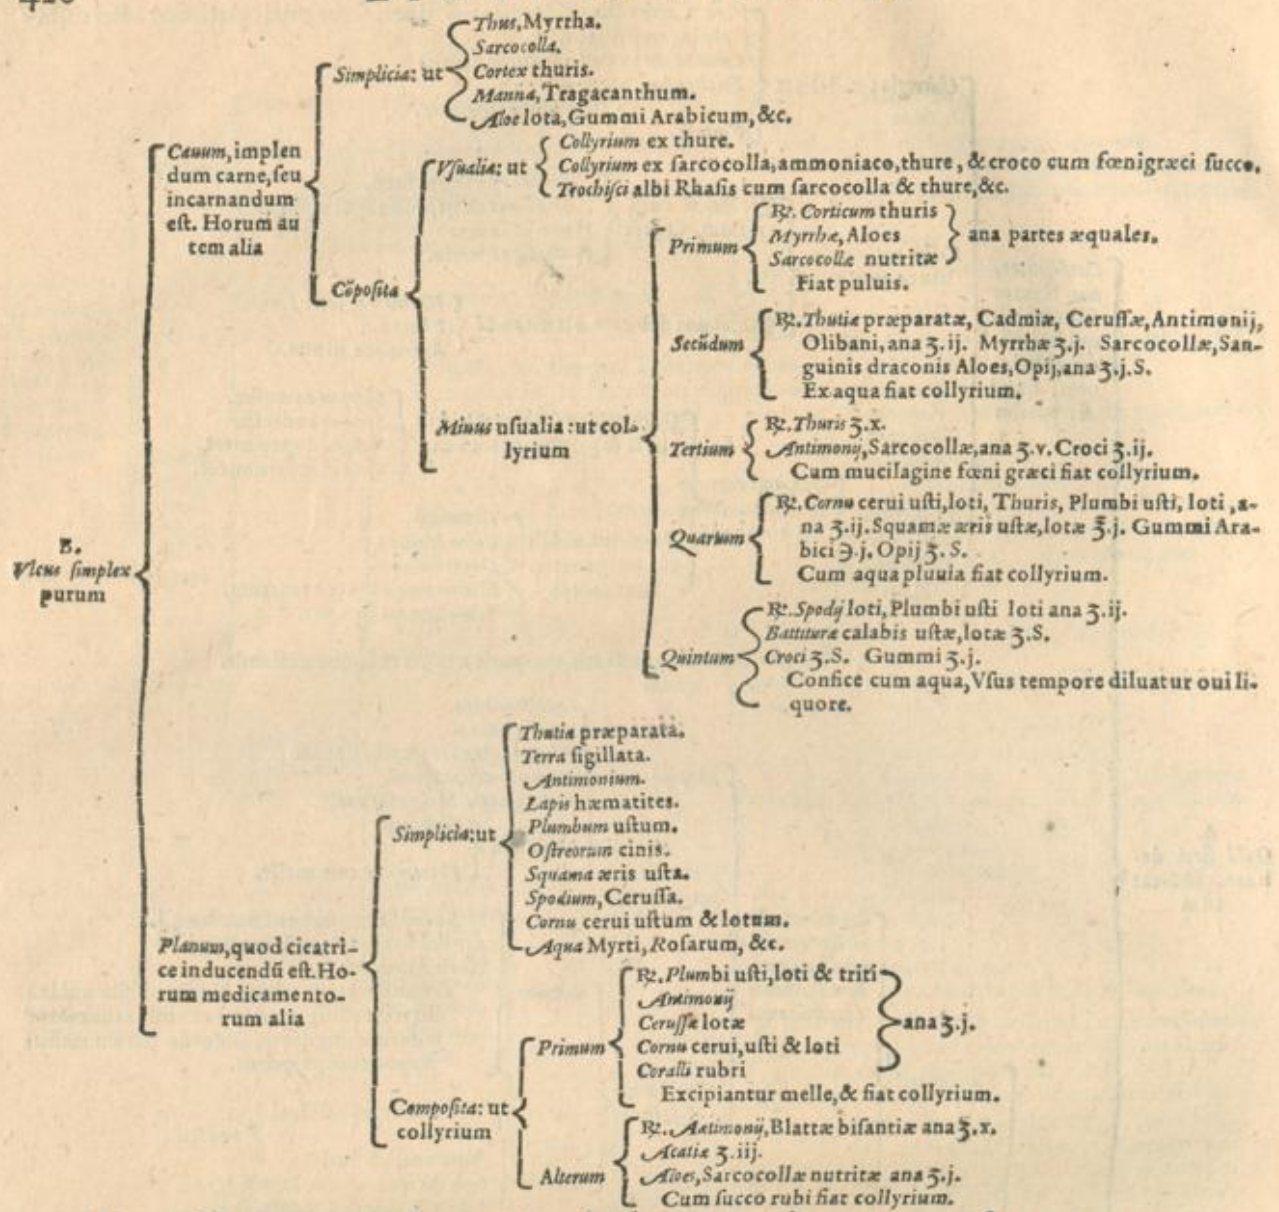 B.
Vlcus simplex
purum
Cauum, implen
dum carne, seu
incarnandum
est. Horum au
tem alia
Simplicia: ut
Thus, Myrrha.
Sarcocolla.
Cortex thuris.
Manna, Tragacanthum.
Aloe lota, Gummi Arabicum, &c.
Cõposita
Vsualia: ut
Collyrium ex thure.
Collyrium ex sarcocolla, ammoniaco, thure, & croco cum fœnigræci succo.
Trochisci albi Rhasis cum sarcocolla & thure, &c.
Minus usualia: ut col-
lyrium
Primum
℞. Corticum thuris
Myrrhæ, Aloes
Sarcocollæ nutritæ
ana partes æquales.
Fiat puluis.
Secũdum
℞. Thutiæ præparatæ, Cadmiæ, Cerussæ, Antimonij,
Olibani, ana ʒ. ij. Myrrhæ ʒ. j. Sarcocollæ, San-
guinis draconis Aloes, Opij, ana ʒ. j. S.
Ex aqua fiat collyrium.
Tertium
℞. Thuris ʒ. x.
Antimonij, Sarcocollæ, ana ʒ. v. Croci ʒ. ij.
Cum mucilagine fœni græci fiat collyrium.
Quartum
℞. Cornu cerui usti, loti, Thuris, Plumbi usti, loti, a-
na ʒ. ij. Squamæ æris ustæ, lotæ ʒ. j. Gummi Ara-
bici ℈. j. Opij ʒ. S.
Cum aqua pluuia fiat collyrium.
Quintum
℞. Spodij loti, Plumbi usti loti ana ʒ. ij.
Battituræ calabis ustæ, lotæ ʒ. S.
Croci ʒ. S. Gummi ʒ. j.
Confice cum aqua, Vsus tempore diluatur oui li-
quore.
Planum, quod cicatri-
ce inducendũ est. Ho-
rum medicamento-
rum alia
Simplicia: ut
Thutia præparata.
Terra sigillata.
Antimonium.
Lapis hæmatites.
Plumbum ustum.
Ostreorum cinis.
Squama æris usta.
Spodium, Cerussa.
Cornu cerui ustum & lotum.
Aqua Myrti, Rosarum, &c.
Composita: ut
collyrium
Primum
℞. Plumbi usti, loti & triti
Antimonij
Cerussæ lotæ
Cornu cerui, usti & loti
Coralli rubri
ana ʒ. j.
Excipiantur melle, & fiat collyrium.
Alterum
℞. Antimonij, Blattæ bisantiæ ana ʒ. x.
Acatiæ ʒ. iij.
Aloes, Sarcocollæ nutritæ ana ʒ. j.
Cum succo rubi fiat collyrium.